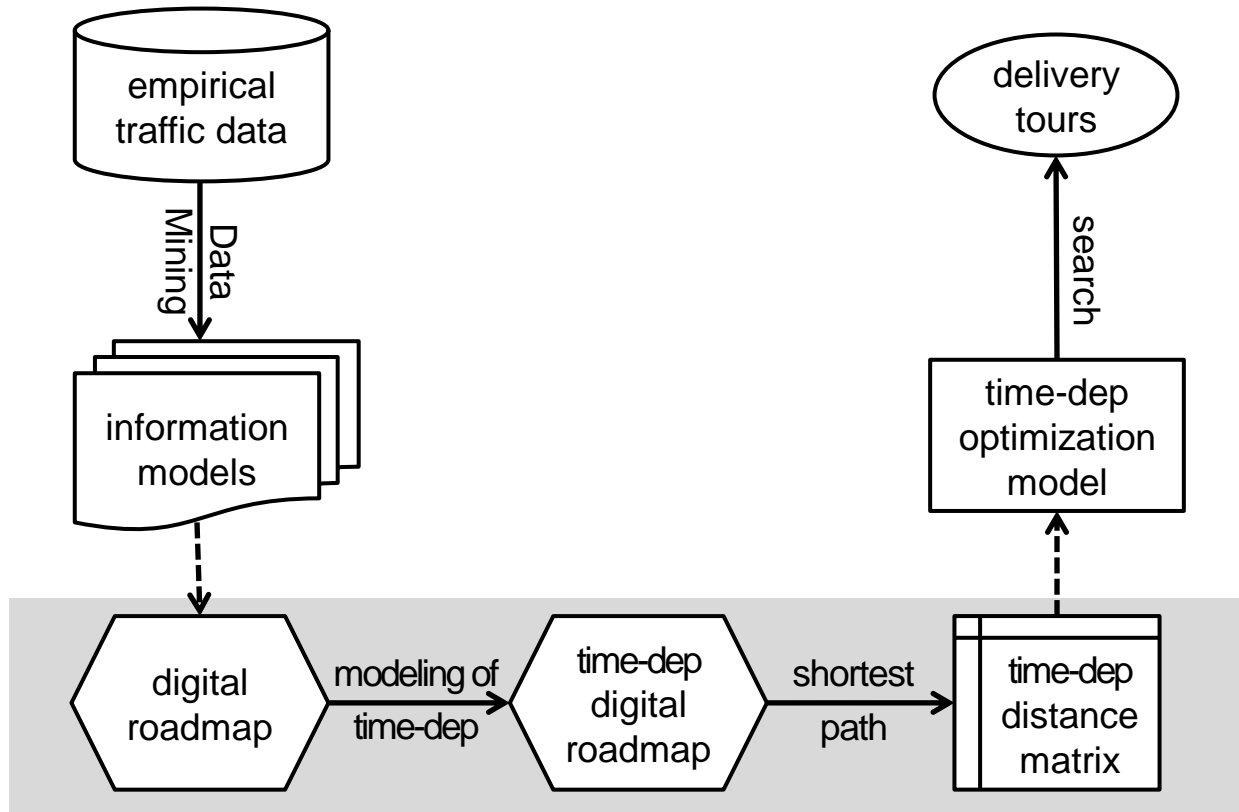 empirical
traffic data
Data
Mining
information
models
digital
roadmap
modeling of
time-dep
time-dep
digital
roadmap
shortest
path
time-dep
distance
matrix
time-dep
optimization
model
search
delivery
tours